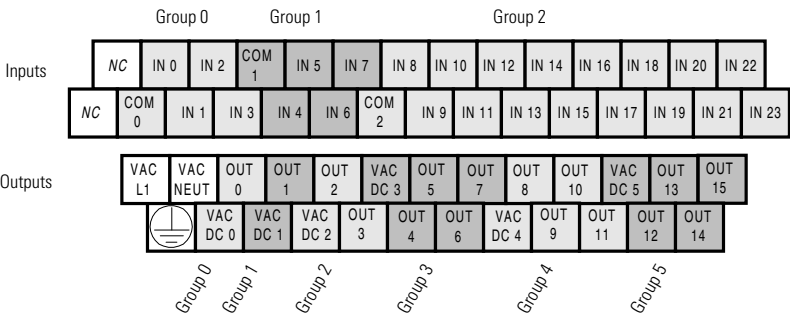 Group 0 Group 1 Group 2
Inputs
NC IN 0 IN 2 COM 1 IN 5 IN 7 IN 8 IN 10 IN 12 IN 14 IN 16 IN 18 IN 20 IN 22
NC COM 0 IN 1 IN 3 IN 4 IN 6 COM 2 IN 9 IN 11 IN 13 IN 15 IN 17 IN 19 IN 21 IN 23
Outputs
VAC L1 VAC NEUT OUT 0 OUT 1 OUT 2 VAC DC 3 OUT 5 OUT 7 OUT 8 OUT 10 VAC DC 5 OUT 13 OUT 15
VAC DC 0 VAC DC 1 VAC DC 2 OUT 3 OUT 4 OUT 6 VAC DC 4 OUT 9 OUT 11 OUT 12 OUT 14
Group 0 Group 1 Group 2 Group 3 Group 4 Group 5